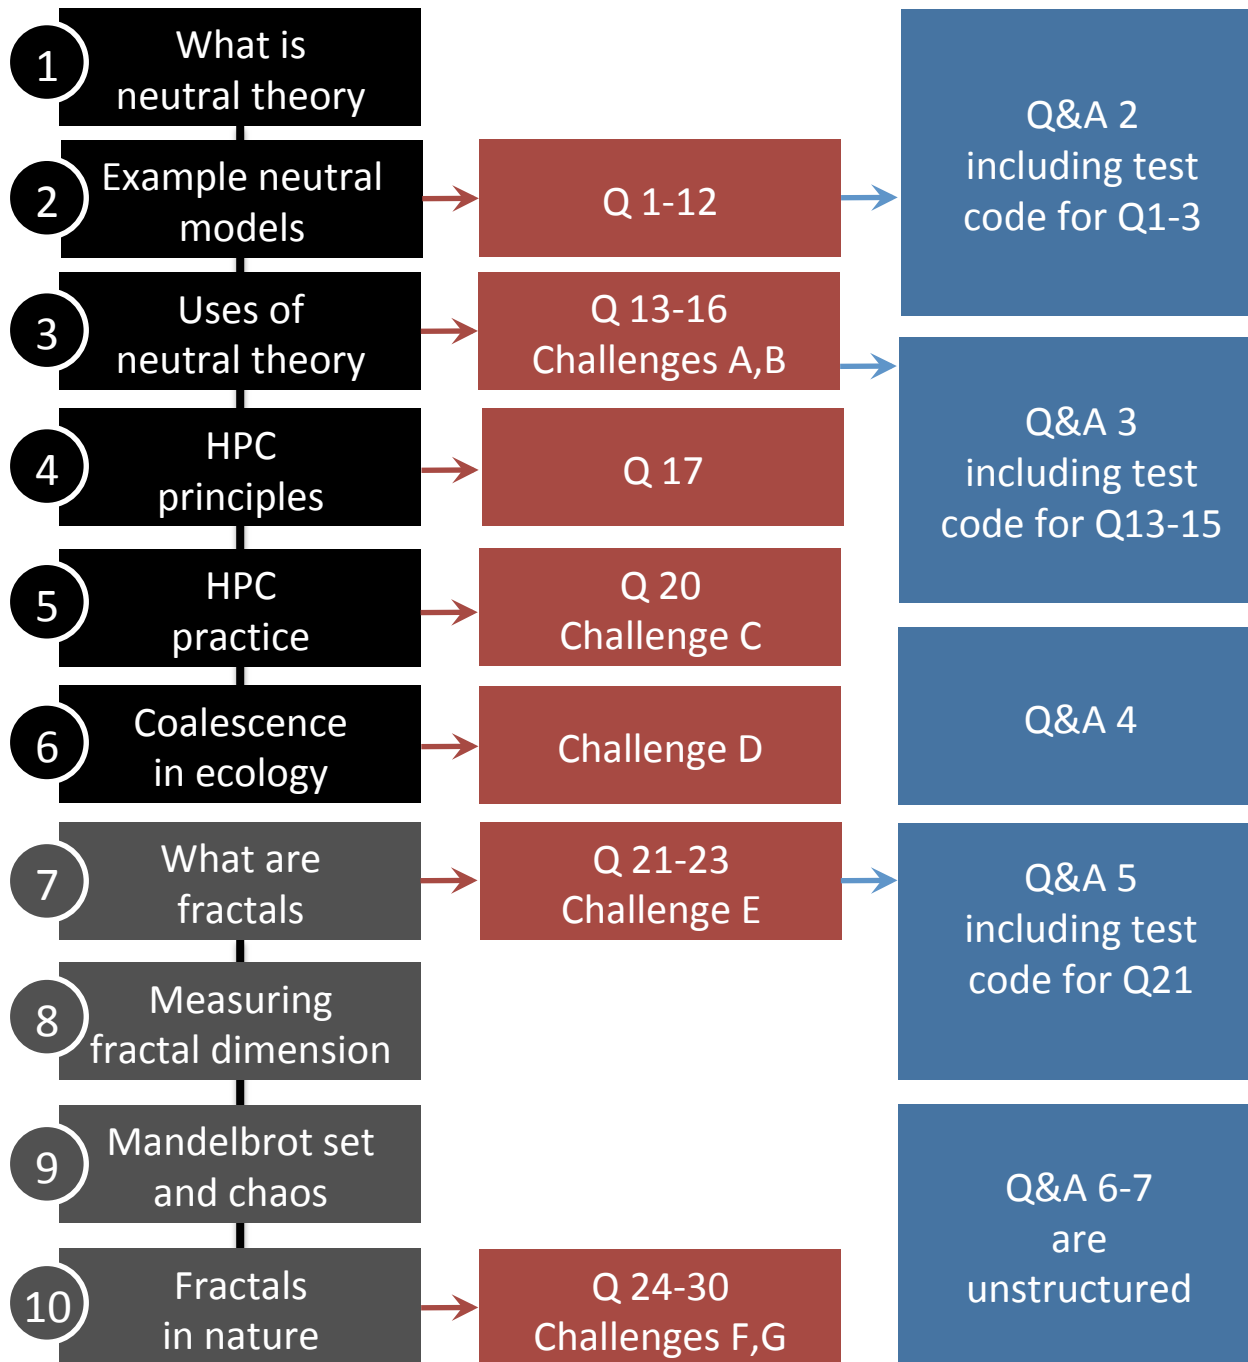 1
What is
neutral theory
2
Example neutral
models
Q 1-12
Q&A 2
including test
code for Q1-3
3
Uses of
neutral theory
Q 13-16
Challenges A,B
Q&A 3
including test
code for Q13-15
4
HPC
principles
Q 17
5
HPC
practice
Q 20
Challenge C
6
Coalescence
in ecology
Challenge D
Q&A 4
7
What are
fractals
Q 21-23
Challenge E
Q&A 5
including test
code for Q21
8
Measuring
fractal dimension
9
Mandelbrot set
and chaos
Q&A 6-7
are
unstructured
10
Fractals
in nature
Q 24-30
Challenges F,G